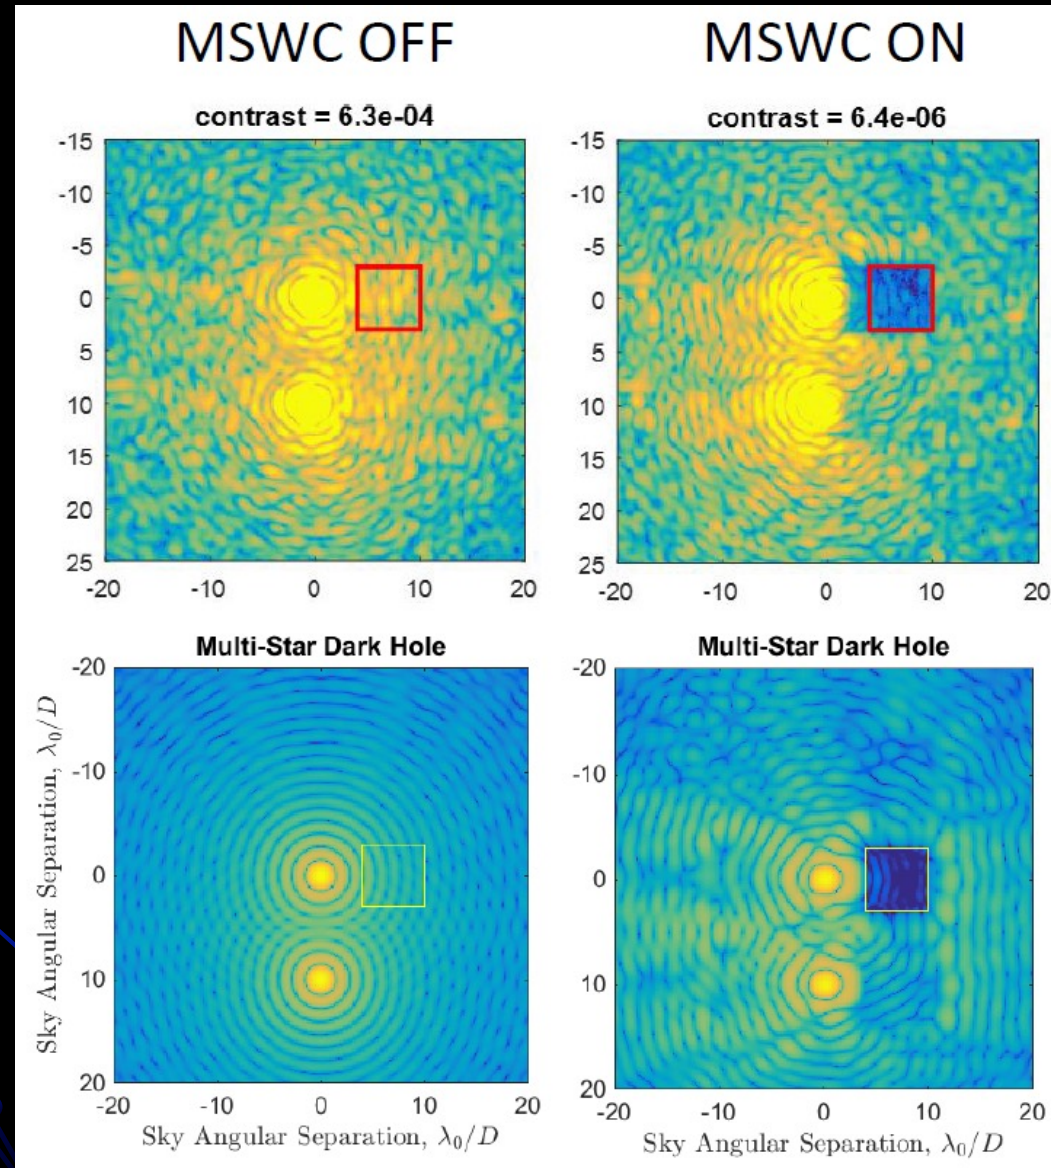 MSWC OFF
MSWC ON
contrast = 6.3e-04
contrast = 6.4e-06
-15
-10
-5
0
5
10
15
20
25
-20 -10 0 10 20
-15
-10
-5
0
5
10
15
20
25
-20 -10 0 10 20
Multi-Star Dark Hole
Multi-Star Dark Hole
Sky Angular Separation, λ₀/D
-20
-10
0
10
20
-20 -10 0 10 20
Sky Angular Separation, λ₀/D
-20
-10
0
10
20
-20 -10 0 10 20
Sky Angular Separation, λ₀/D